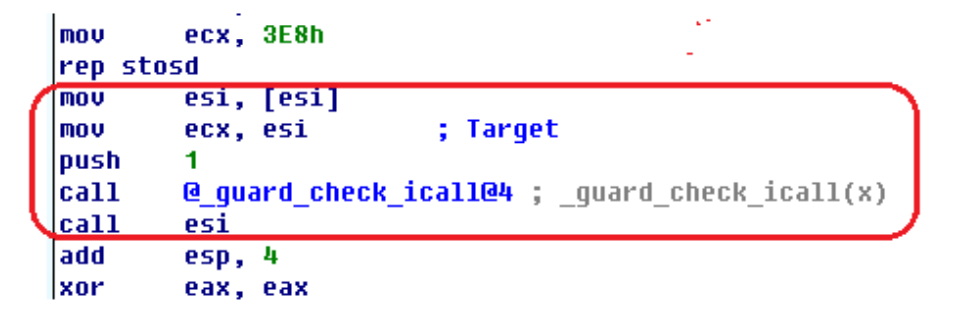 mov ecx, 3E8h
rep stosd
mov esi, [esi]
mov ecx, esi ; Target
push 1
call @_guard_check_icall@4 ; _guard_check_icall(x)
call esi
add esp, 4
xor eax, eax